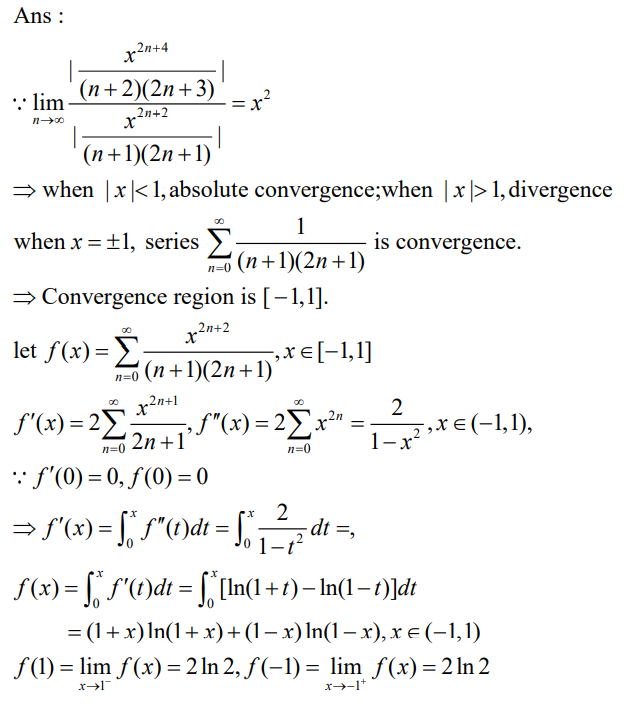 Ans :
$\because \lim_{n \to \infty} \frac{|\frac{x^{2n+4}}{(n+2)(2n+3)}|}{|\frac{x^{2n+2}}{(n+1)(2n+1)}|} = x^2$
$\Rightarrow$ when $|x|<1$, absolute convergence;when $|x|>1$, divergence
when $x = \pm 1$, series $\sum_{n=0}^{\infty} \frac{1}{(n+1)(2n+1)}$ is convergence.
$\Rightarrow$ Convergence region is $[-1,1]$.
let $f(x) = \sum_{n=0}^{\infty} \frac{x^{2n+2}}{(n+1)(2n+1)}, x \in [-1,1]$
$f'(x) = 2\sum_{n=0}^{\infty} \frac{x^{2n+1}}{2n+1}, f''(x) = 2\sum_{n=0}^{\infty} x^{2n} = \frac{2}{1-x^2}, x \in (-1,1),$
$\because f'(0) = 0, f(0) = 0$
$\Rightarrow f'(x) = \int_0^x f''(t)dt = \int_0^x \frac{2}{1-t^2} dt =,$
$f(x) = \int_0^x f'(t)dt = \int_0^x [\ln(1+t) - \ln(1-t)]dt$
$= (1+x)\ln(1+x) + (1-x)\ln(1-x), x \in (-1,1)$
$f(1) = \lim_{x \to 1^-} f(x) = 2\ln 2, f(-1) = \lim_{x \to -1^+} f(x) = 2\ln 2$